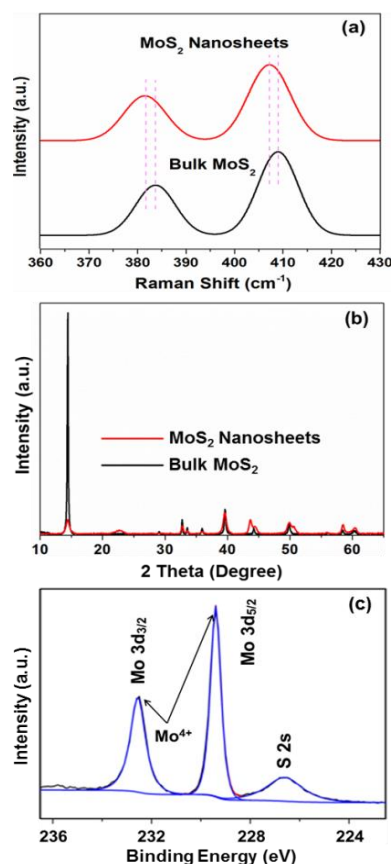 (a)
MoS₂ Nanosheets
Bulk MoS₂
Intensity (a.u.)
360 370 380 390 400 410 420 430
Raman Shift (cm⁻¹)
(b)
MoS₂ Nanosheets
Bulk MoS₂
Intensity (a.u.)
10 20 30 40 50 60
2 Theta (Degree)
(c)
Mo 3d₃/₂
Mo 3d₅/₂
Mo⁴⁺
S 2s
Intensity (a.u.)
236 232 228 224
Binding Energy (eV)